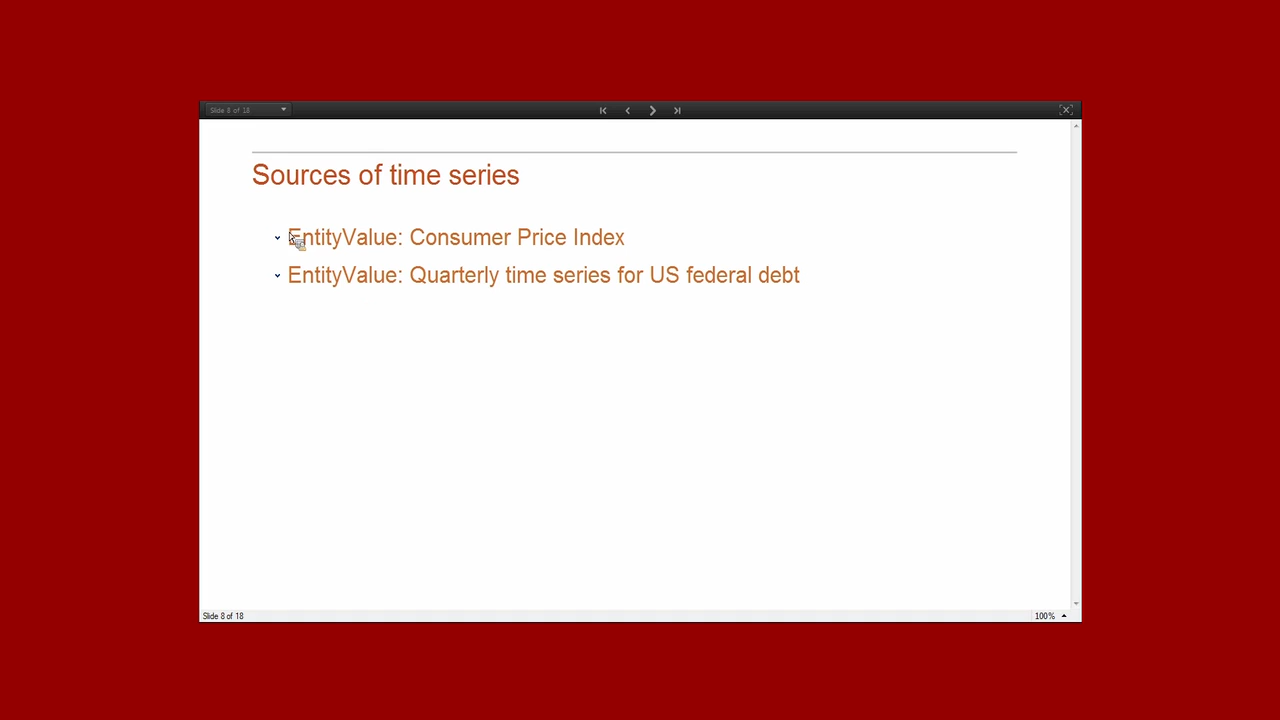 Slide 8 of 18
Sources of time series
EntityValue: Consumer Price Index
EntityValue: Quarterly time series for US federal debt
Slide 8 of 18
100%